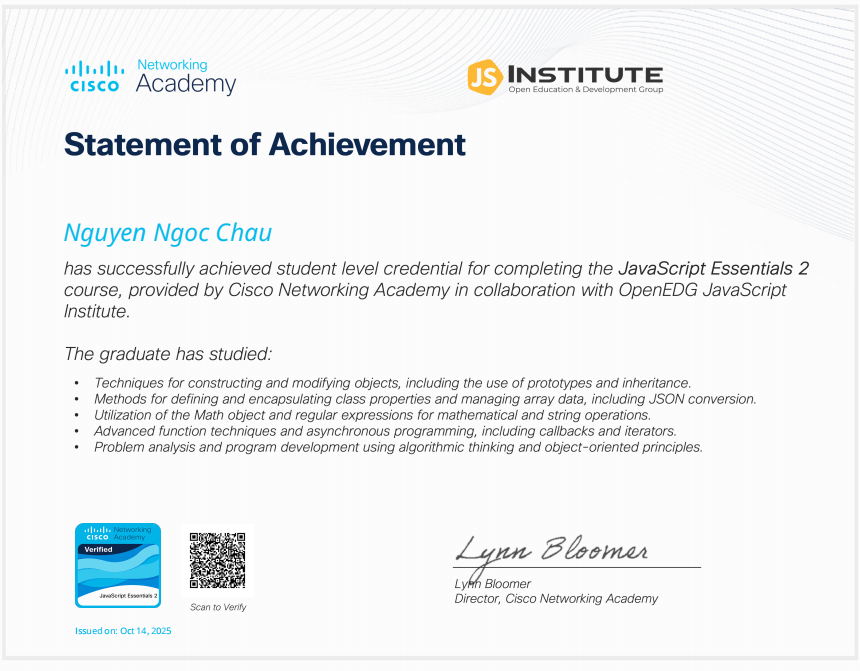 Networking
CISCO Academy
JS INSTITUTE
Open Education & Development Group
Statement of Achievement
Nguyen Ngoc Chau
has successfully achieved student level credential for completing the JavaScript Essentials 2
course, provided by Cisco Networking Academy in collaboration with OpenEDG JavaScript
Institute.
The graduate has studied:
• Techniques for constructing and modifying objects, including the use of prototypes and inheritance.
• Methods for defining and encapsulating class properties and managing array data, including JSON conversion.
• Utilization of the Math object and regular expressions for mathematical and string operations.
• Advanced function techniques and asynchronous programming, including callbacks and iterators.
• Problem analysis and program development using algorithmic thinking and object-oriented principles.
Networking
CISCO Academy
Verified
JavaScript Essentials 2
Scan to Verify
Issued on: Oct 14, 2025
Lynn Bloomer
Lynn Bloomer
Director, Cisco Networking Academy